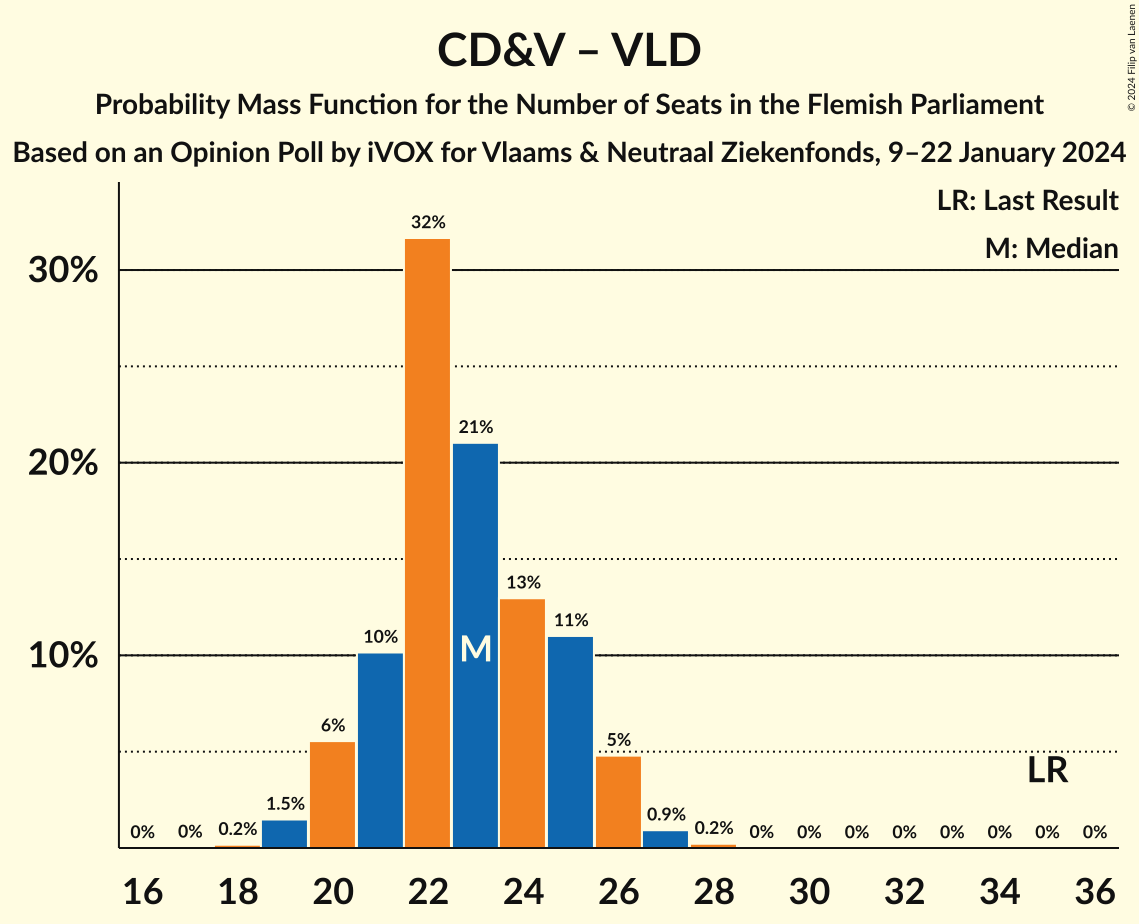 CD&V – VLD
Probability Mass Function for the Number of Seats in the Flemish Parliament
Based on an Opinion Poll by iVOX for Vlaams & Neutraal Ziekenfonds, 9–22 January 2024
© 2024 Filip van Laenen
LR: Last Result
M: Median
30%
20%
10%
0% 0% 0.2% 1.5% 6% 10% 32% 21% 13% 11% 5% 0.9% 0.2% 0% 0% 0% 0% 0% 0% 0% 0%
M
LR
16 18 20 22 24 26 28 30 32 34 36